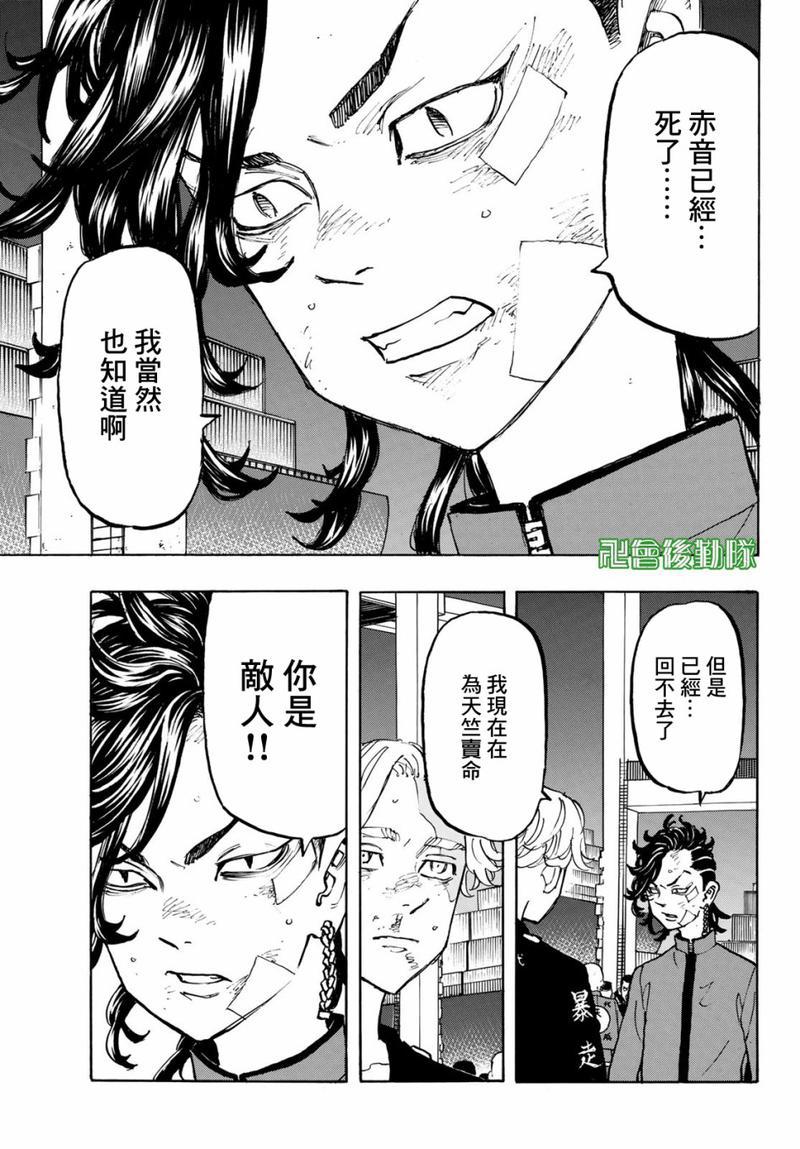 赤音已經…
死了……
我當然
也知道啊
卍會後勤隊
但是
已經…
回不去了
我現在在
為天竺賣命
暴走
你是
敵人!!